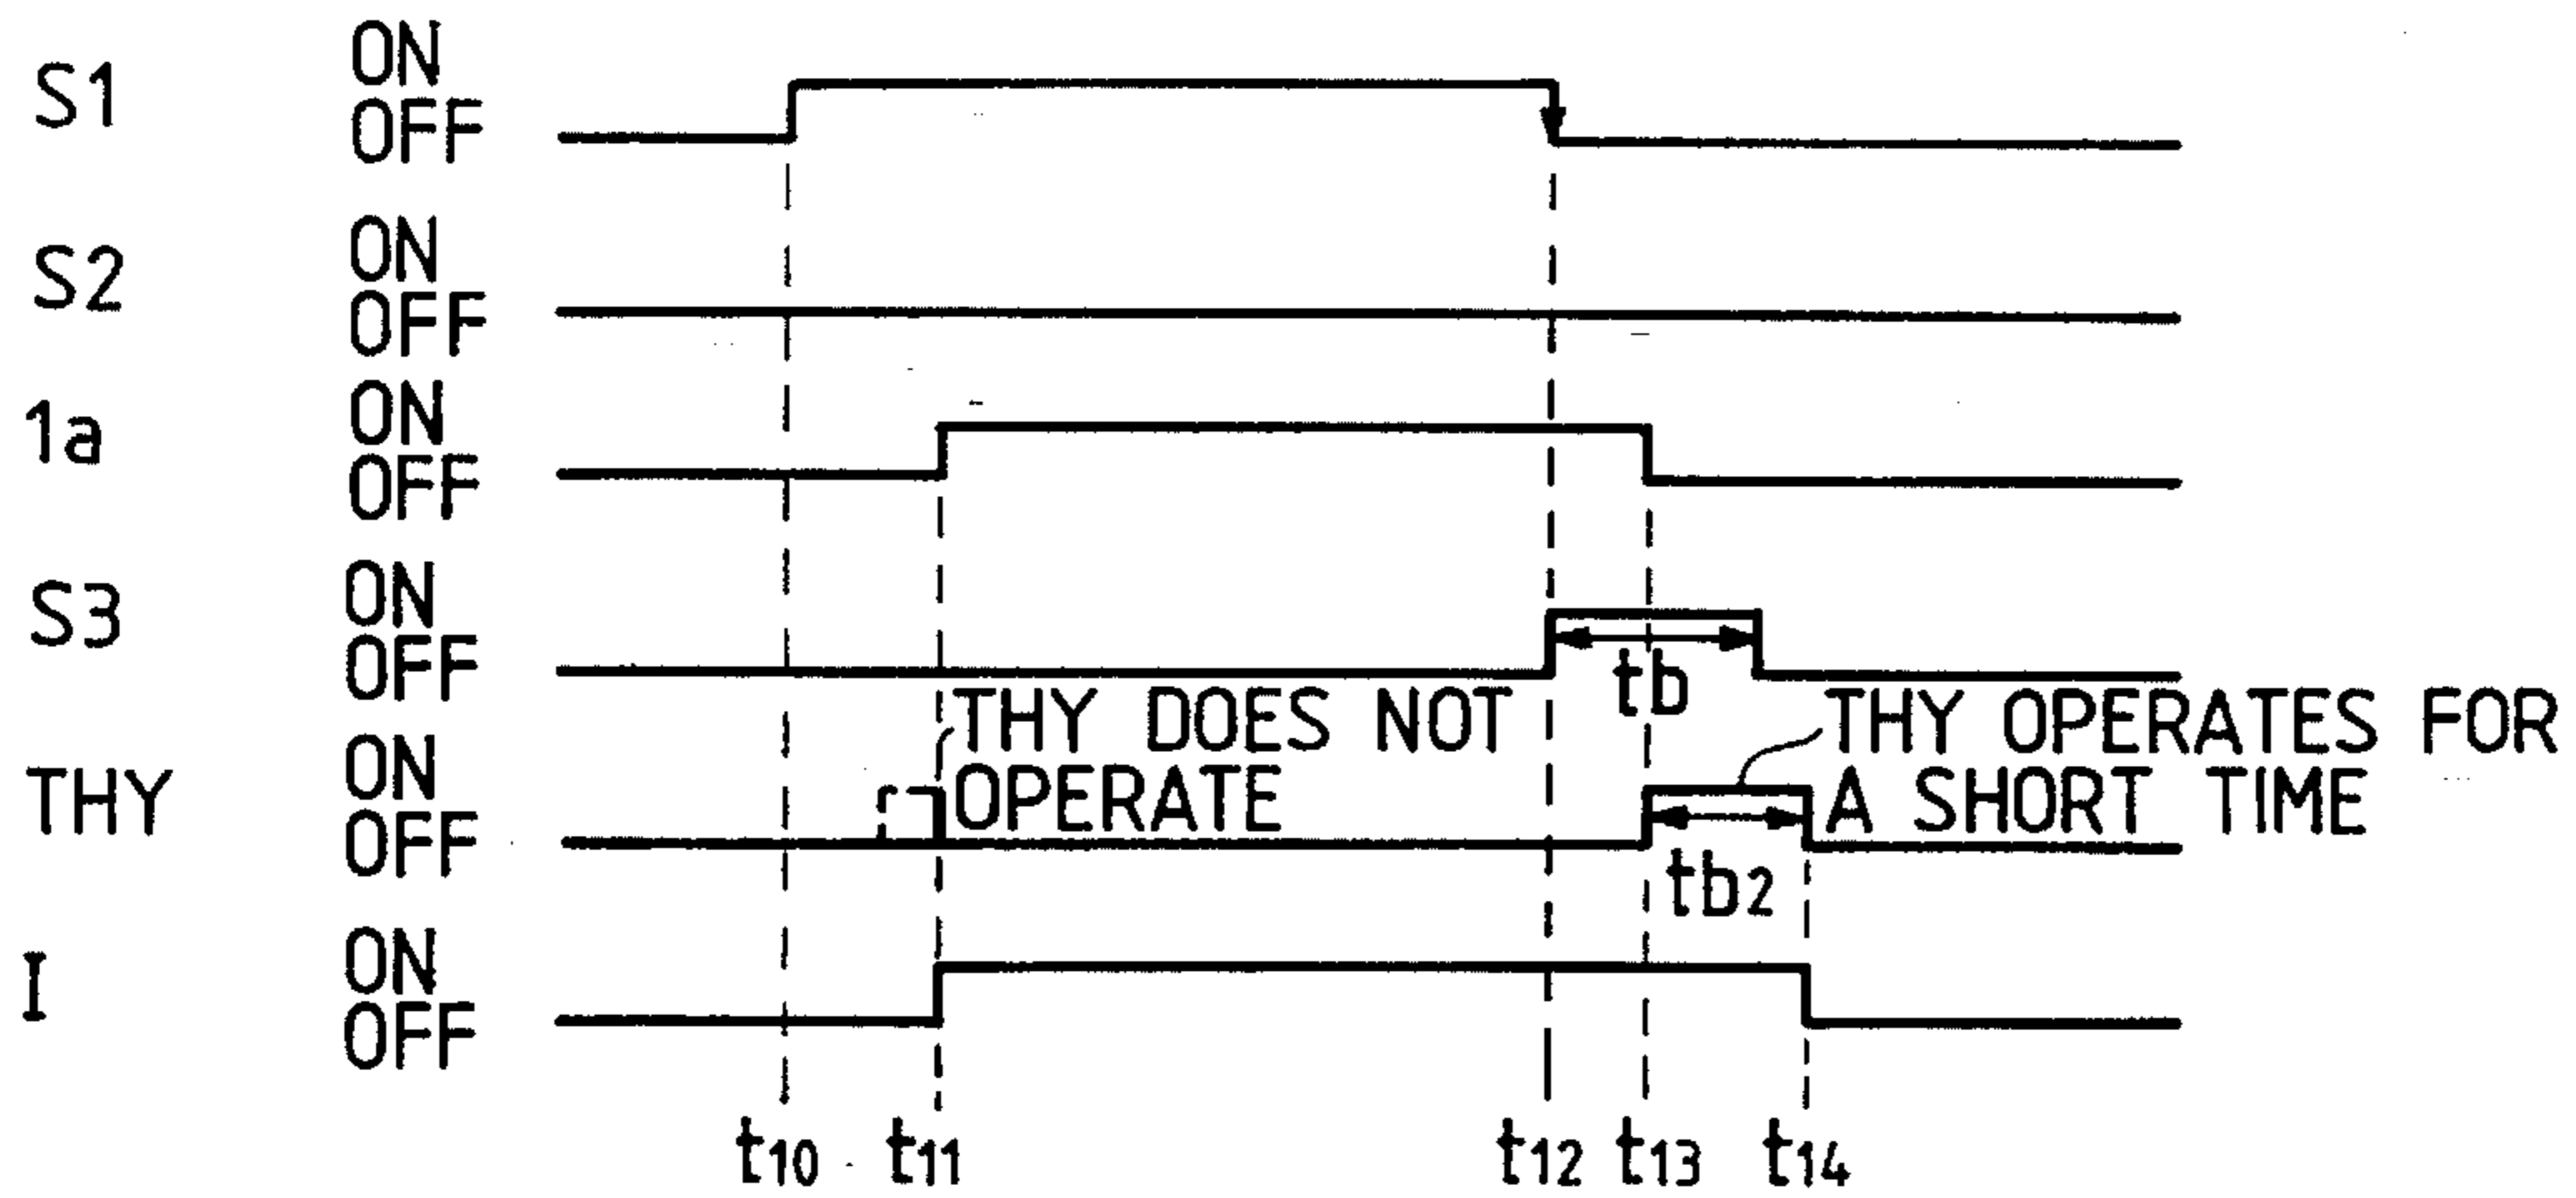 S1 ON
OFF
S2 ON
OFF
1a ON
OFF
S3 ON
OFF
tb
THY ON
OFF
THY DOES NOT
OPERATE
THY OPERATES FOR
A SHORT TIME
tb2
I ON
OFF
t10 t11 t12 t13 t14